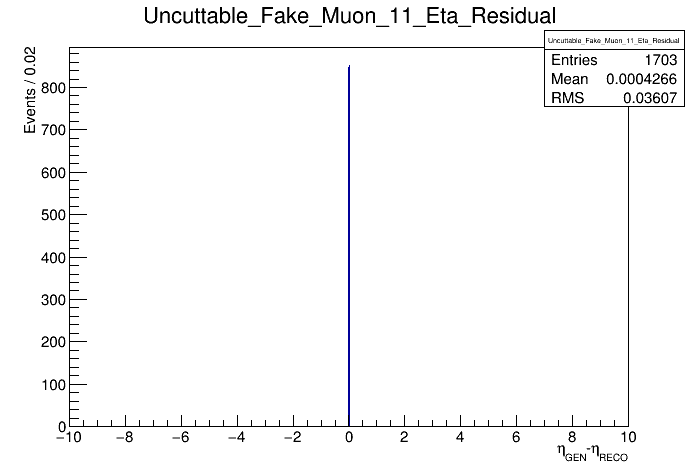 Uncuttable_Fake_Muon_11_Eta_Residual
Uncuttable_Fake_Muon_11_Eta_Residual
Entries 1703
Mean 0.0004266
RMS 0.03607
Events / 0.02
800
700
600
500
400
300
200
100
0
−10 −8 −6 −4 −2 0 2 4 6 8 10
η_GEN-η_RECO